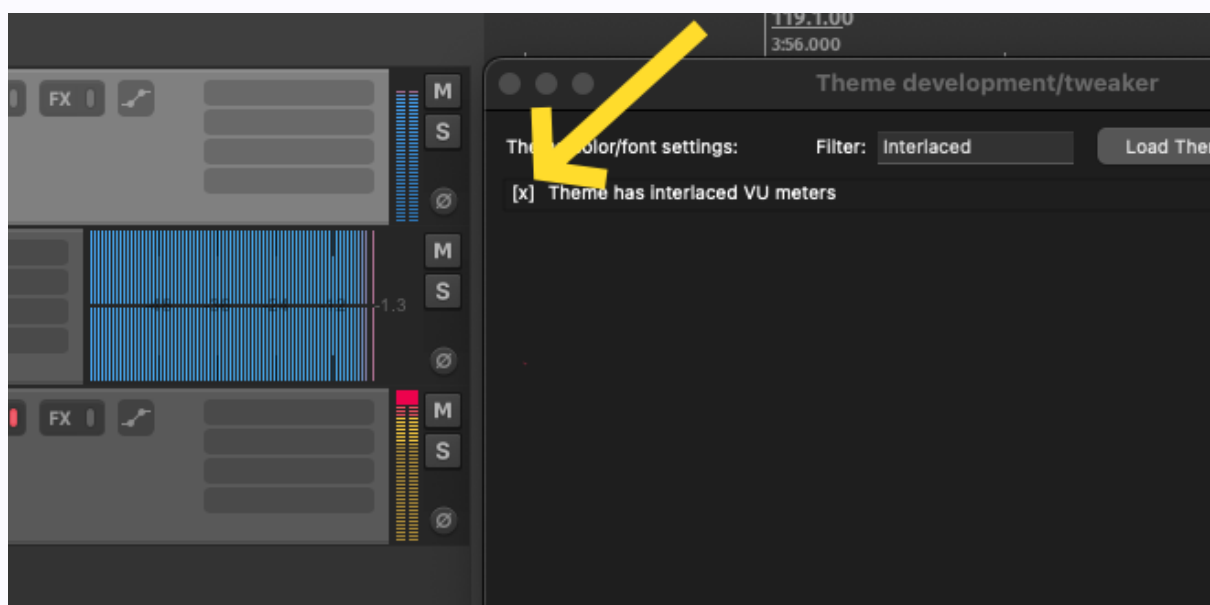 119.1.00
3:56.000
FX
M
S
Ø
Theme development/tweaker
color/font settings:
Filter:
Interlaced
[x] Theme has interlaced VU meters
M
S
-1.3
Ø
FX
M
S
Ø